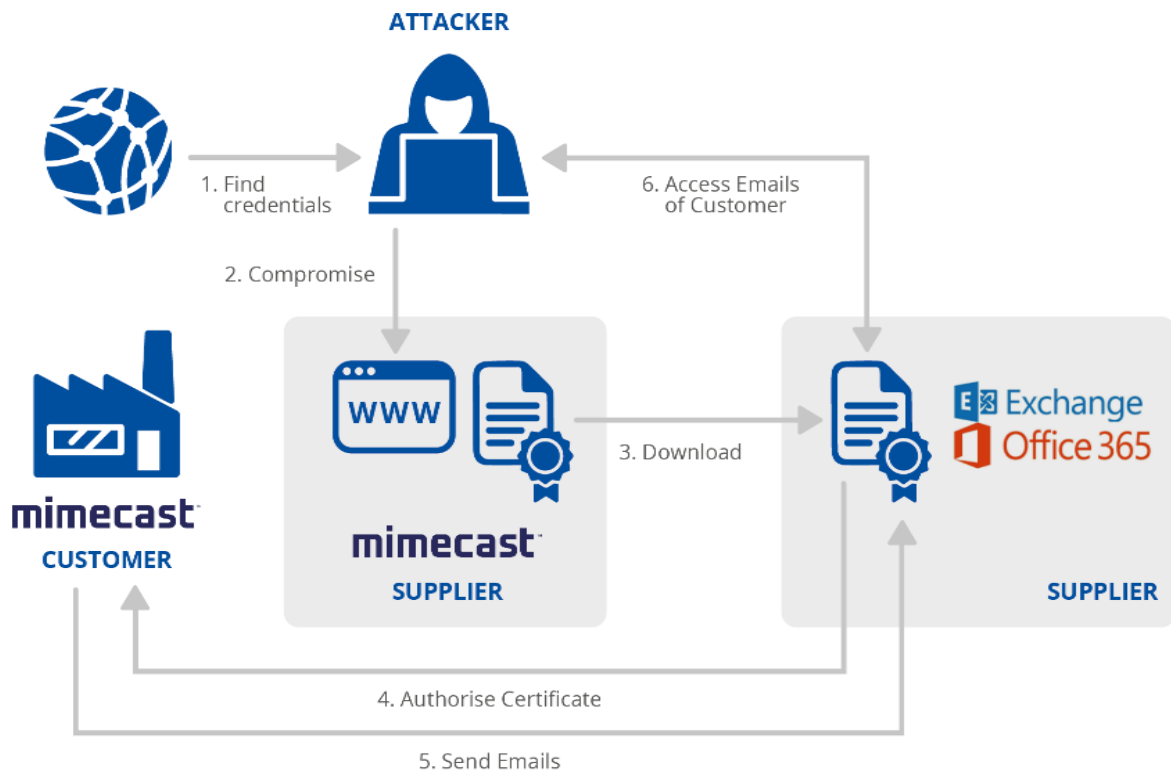 ATTACKER
1. Find
credentials
6. Access Emails
of Customer
2. Compromise
WWW
E
Exchange
Office 365
3. Download
mimecast
CUSTOMER
mimecast
SUPPLIER
SUPPLIER
4. Authorise Certificate
5. Send Emails